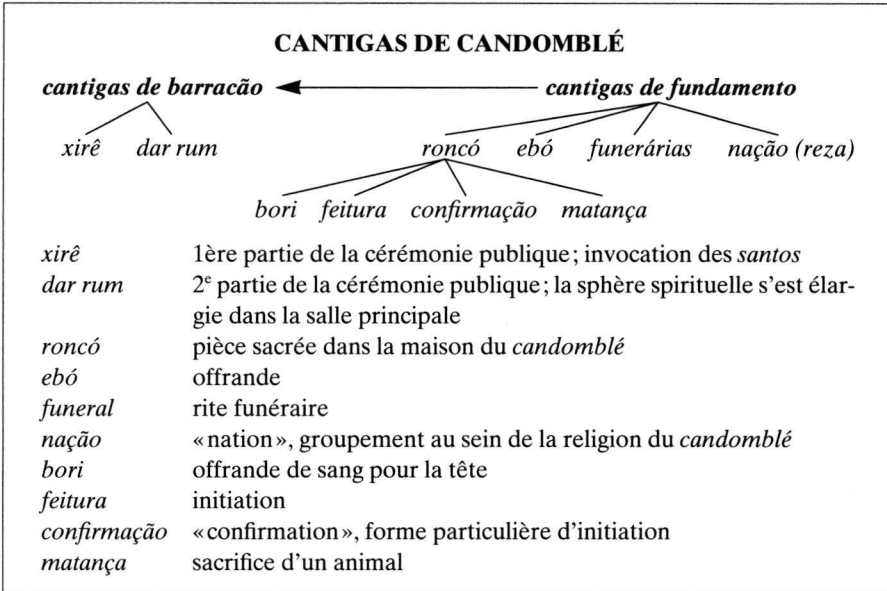 CANTIGAS DE CANDOMBLÉ
cantigas de barracão cantigas de fundamento
xirê dar rum roncó ebó funerárias nação (reza)
bori feitura confirmação matança
xirê 1ère partie de la cérémonie publique ; invocation des santos
dar rum 2e partie de la cérémonie publique ; la sphère spirituelle s'est élar-
gie dans la salle principale
roncó pièce sacrée dans la maison du candomblé
ebó offrande
funeral rite funéraire
nação «nation», groupement au sein de la religion du candomblé
bori offrande de sang pour la tête
feitura initiation
confirmação «confirmation», forme particulière d'initiation
matança sacrifice d'un animal